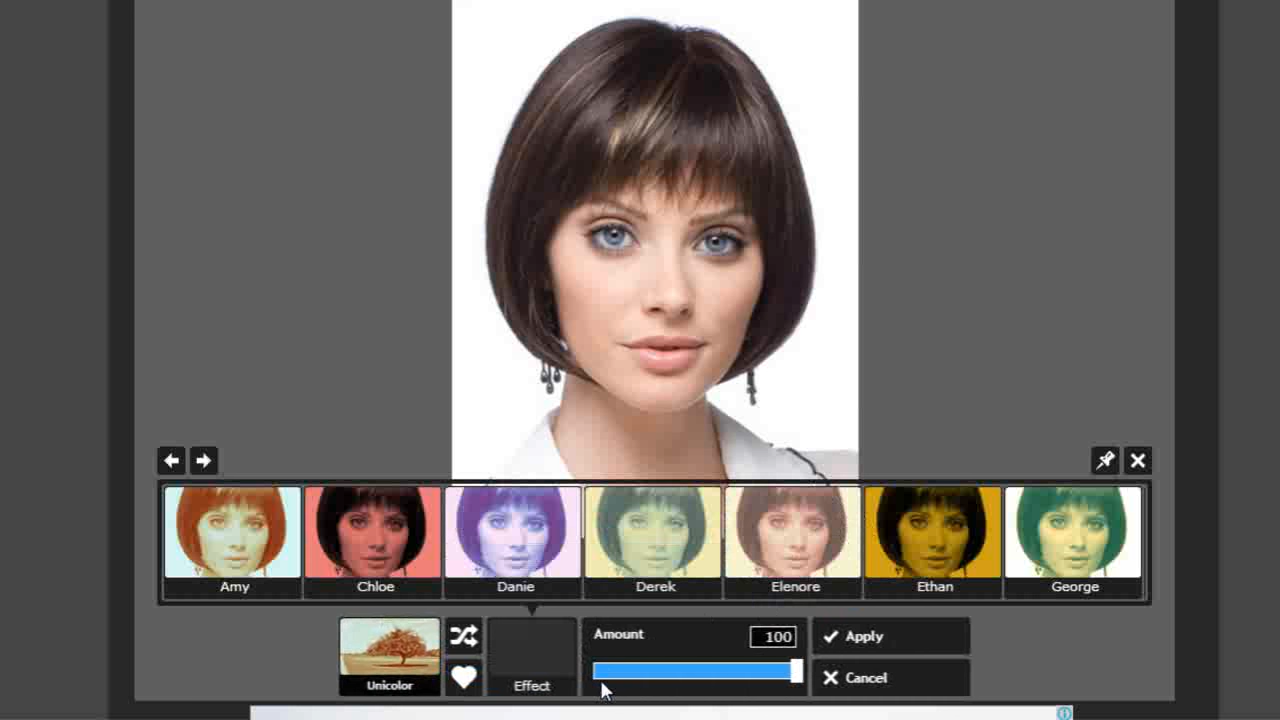 Amy
Chloe
Danie
Derek
Elenore
Ethan
George
Unicolor
Effect
Amount
100
Apply
Cancel